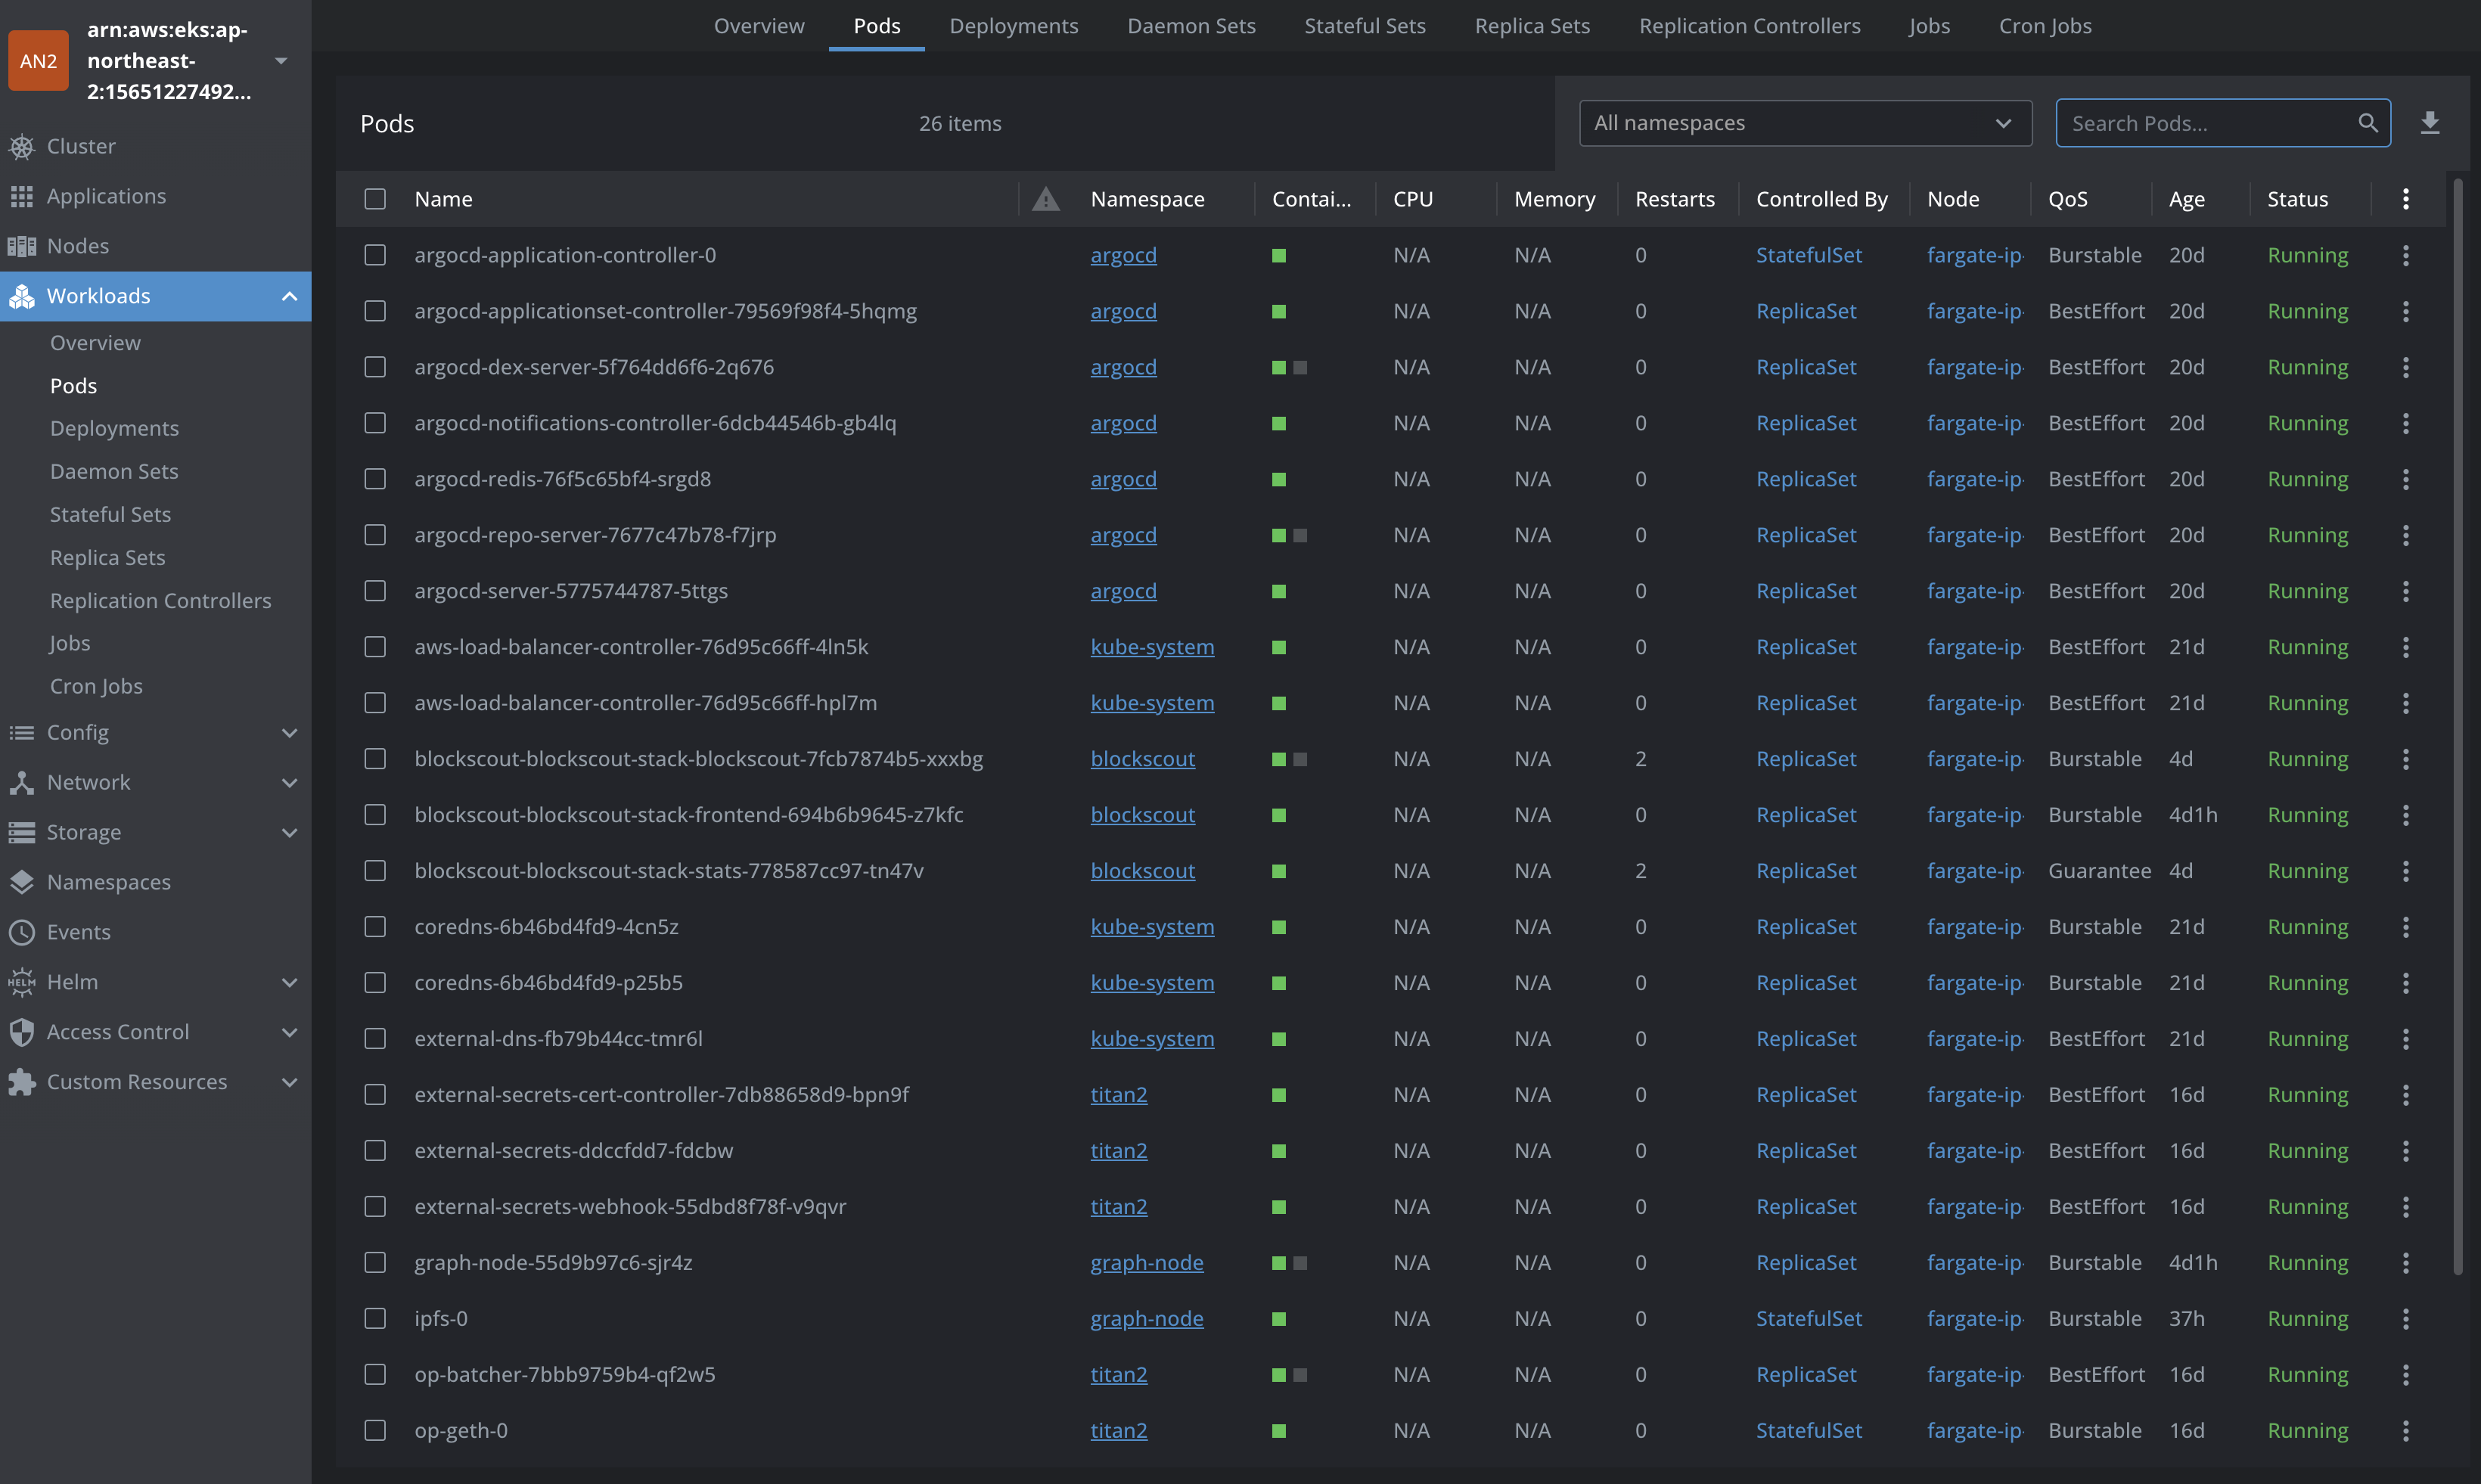 AN2
arn:aws:eks:ap-
northeast-
2:15651227492...
Cluster
Applications
Nodes
Workloads
Overview
Pods
Deployments
Daemon Sets
Stateful Sets
Replica Sets
Replication Controllers
Jobs
Cron Jobs
Config
Network
Storage
Namespaces
Events
HELM Helm
Access Control
Custom Resources
Overview Pods Deployments Daemon Sets Stateful Sets Replica Sets Replication Controllers Jobs Cron Jobs
Pods 26 items All namespaces Search Pods...
Name Namespace Contai... CPU Memory Restarts Controlled By Node QoS Age Status
argocd-application-controller-0 argocd N/A N/A 0 StatefulSet fargate-ip- Burstable 20d Running
argocd-applicationset-controller-79569f98f4-5hqmg argocd N/A N/A 0 ReplicaSet fargate-ip- BestEffort 20d Running
argocd-dex-server-5f764dd6f6-2q676 argocd N/A N/A 0 ReplicaSet fargate-ip- BestEffort 20d Running
argocd-notifications-controller-6dcb44546b-gb4lq argocd N/A N/A 0 ReplicaSet fargate-ip- BestEffort 20d Running
argocd-redis-76f5c65bf4-srgd8 argocd N/A N/A 0 ReplicaSet fargate-ip- BestEffort 20d Running
argocd-repo-server-7677c47b78-f7jrp argocd N/A N/A 0 ReplicaSet fargate-ip- BestEffort 20d Running
argocd-server-5775744787-5ttgs argocd N/A N/A 0 ReplicaSet fargate-ip- BestEffort 20d Running
aws-load-balancer-controller-76d95c66ff-4ln5k kube-system N/A N/A 0 ReplicaSet fargate-ip- BestEffort 21d Running
aws-load-balancer-controller-76d95c66ff-hpl7m kube-system N/A N/A 0 ReplicaSet fargate-ip- BestEffort 21d Running
blockscout-blockscout-stack-blockscout-7fcb7874b5-xxxbg blockscout N/A N/A 2 ReplicaSet fargate-ip- Burstable 4d Running
blockscout-blockscout-stack-frontend-694b6b9645-z7kfc blockscout N/A N/A 0 ReplicaSet fargate-ip- Burstable 4d1h Running
blockscout-blockscout-stack-stats-778587cc97-tn47v blockscout N/A N/A 2 ReplicaSet fargate-ip- Guarantee 4d Running
coredns-6b46bd4fd9-4cn5z kube-system N/A N/A 0 ReplicaSet fargate-ip- Burstable 21d Running
coredns-6b46bd4fd9-p25b5 kube-system N/A N/A 0 ReplicaSet fargate-ip- Burstable 21d Running
external-dns-fb79b44cc-tmr6l kube-system N/A N/A 0 ReplicaSet fargate-ip- BestEffort 21d Running
external-secrets-cert-controller-7db88658d9-bpn9f titan2 N/A N/A 0 ReplicaSet fargate-ip- BestEffort 16d Running
external-secrets-ddccfdd7-fdcbw titan2 N/A N/A 0 ReplicaSet fargate-ip- BestEffort 16d Running
external-secrets-webhook-55dbd8f78f-v9qvr titan2 N/A N/A 0 ReplicaSet fargate-ip- BestEffort 16d Running
graph-node-55d9b97c6-sjr4z graph-node N/A N/A 0 ReplicaSet fargate-ip- Burstable 4d1h Running
ipfs-0 graph-node N/A N/A 0 StatefulSet fargate-ip- Burstable 37h Running
op-batcher-7bbb9759b4-qf2w5 titan2 N/A N/A 0 ReplicaSet fargate-ip- BestEffort 16d Running
op-geth-0 titan2 N/A N/A 0 StatefulSet fargate-ip- Burstable 16d Running